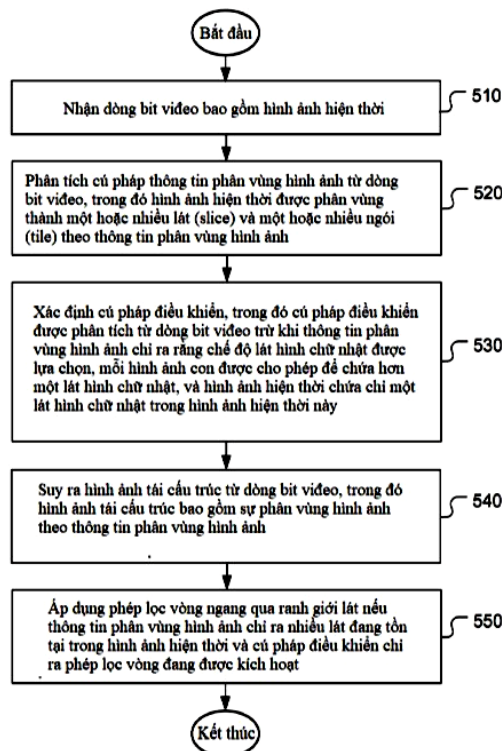 Bắt đầu
Nhận dòng bit video bao gồm hình ảnh hiện thời
510
Phân tích cú pháp thông tin phân vùng hình ảnh từ dòng
bit video, trong đó hình ảnh hiện thời được phân vùng
thành một hoặc nhiều lát (slice) và một hoặc nhiều ngói
(tile) theo thông tin phân vùng hình ảnh
520
Xác định cú pháp điều khiển, trong đó cú pháp điều khiển
được phân tích từ dòng bit video trừ khi thông tin phân
vùng hình ảnh chỉ ra rằng chế độ lát hình chữ nhật được
lựa chọn, mỗi hình ảnh con được cho phép để chứa hơn
một lát hình chữ nhật, và hình ảnh hiện thời chứa chỉ một
lát hình chữ nhật trong hình ảnh hiện thời này
530
Suy ra hình ảnh tái cấu trúc từ dòng bit video, trong đó
hình ảnh tái cấu trúc bao gồm sự phân vùng hình ảnh
theo thông tin phân vùng hình ảnh
540
Áp dụng phép lọc vòng ngang qua ranh giới lát nếu
thông tin phân vùng hình ảnh chỉ ra nhiều lát đang tồn
tại trong hình ảnh hiện thời và cú pháp điều khiển chỉ
ra phép lọc vòng đang được kích hoạt
550
Kết thúc